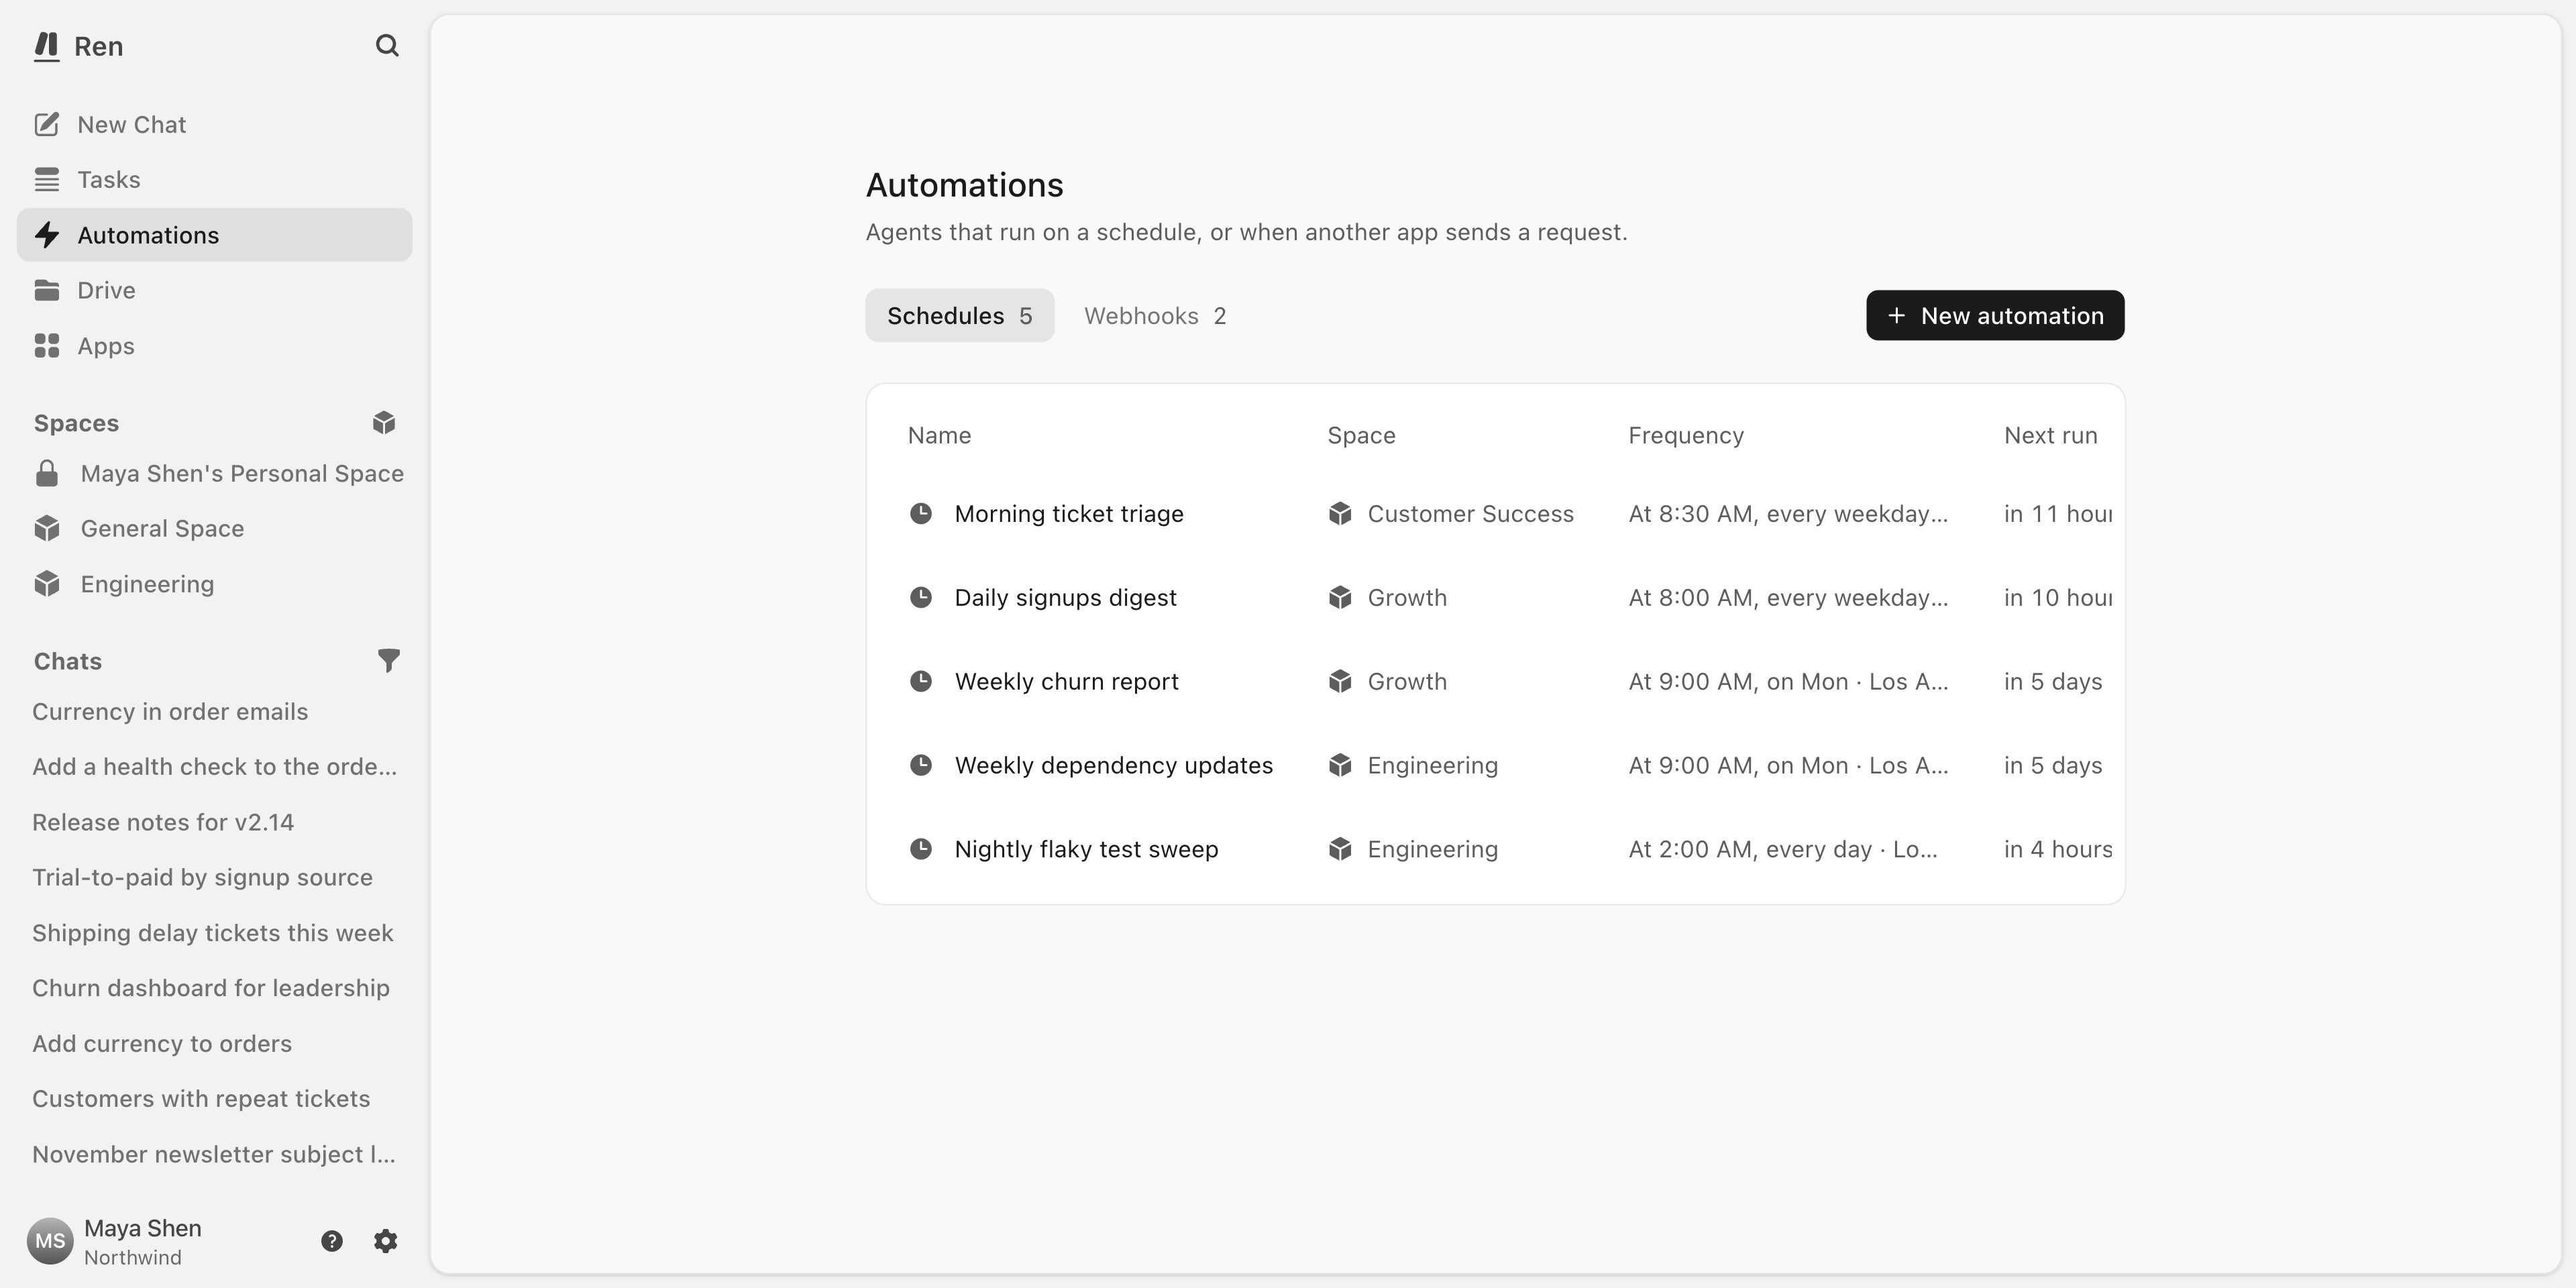 Ren
New Chat
Tasks
Automations
Drive
Apps
Spaces
Maya Shen's Personal Space
General Space
Engineering
Chats
Currency in order emails
Add a health check to the orde...
Release notes for v2.14
Trial-to-paid by signup source
Shipping delay tickets this week
Churn dashboard for leadership
Add currency to orders
Customers with repeat tickets
November newsletter subject l...
MS
Maya Shen
Northwind
?
Automations
Agents that run on a schedule, or when another app sends a request.
Schedules 5 Webhooks 2 + New automation
Name Space Frequency Next run
Morning ticket triage Customer Success At 8:30 AM, every weekday... in 11 hour
Daily signups digest Growth At 8:00 AM, every weekday... in 10 hour
Weekly churn report Growth At 9:00 AM, on Mon · Los A... in 5 days
Weekly dependency updates Engineering At 9:00 AM, on Mon · Los A... in 5 days
Nightly flaky test sweep Engineering At 2:00 AM, every day · Lo... in 4 hours